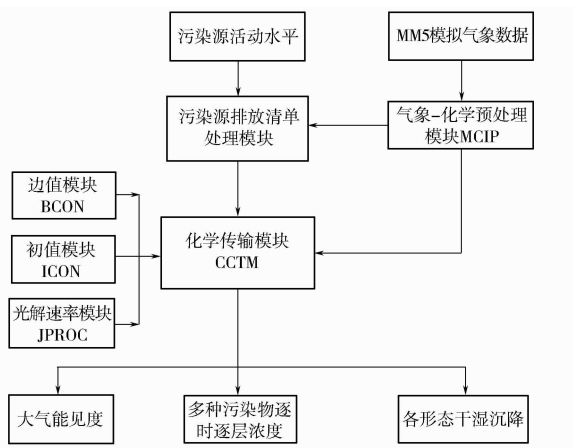 污染源活动水平
MM5模拟气象数据
污染源排放清单
处理模块
气象-化学预处理
模块MCIP
边值模块
BCON
初值模块
ICON
光解速率模块
JPROC
化学传输模块
CCTM
大气能见度
多种污染物逐
时逐层浓度
各形态干湿沉降